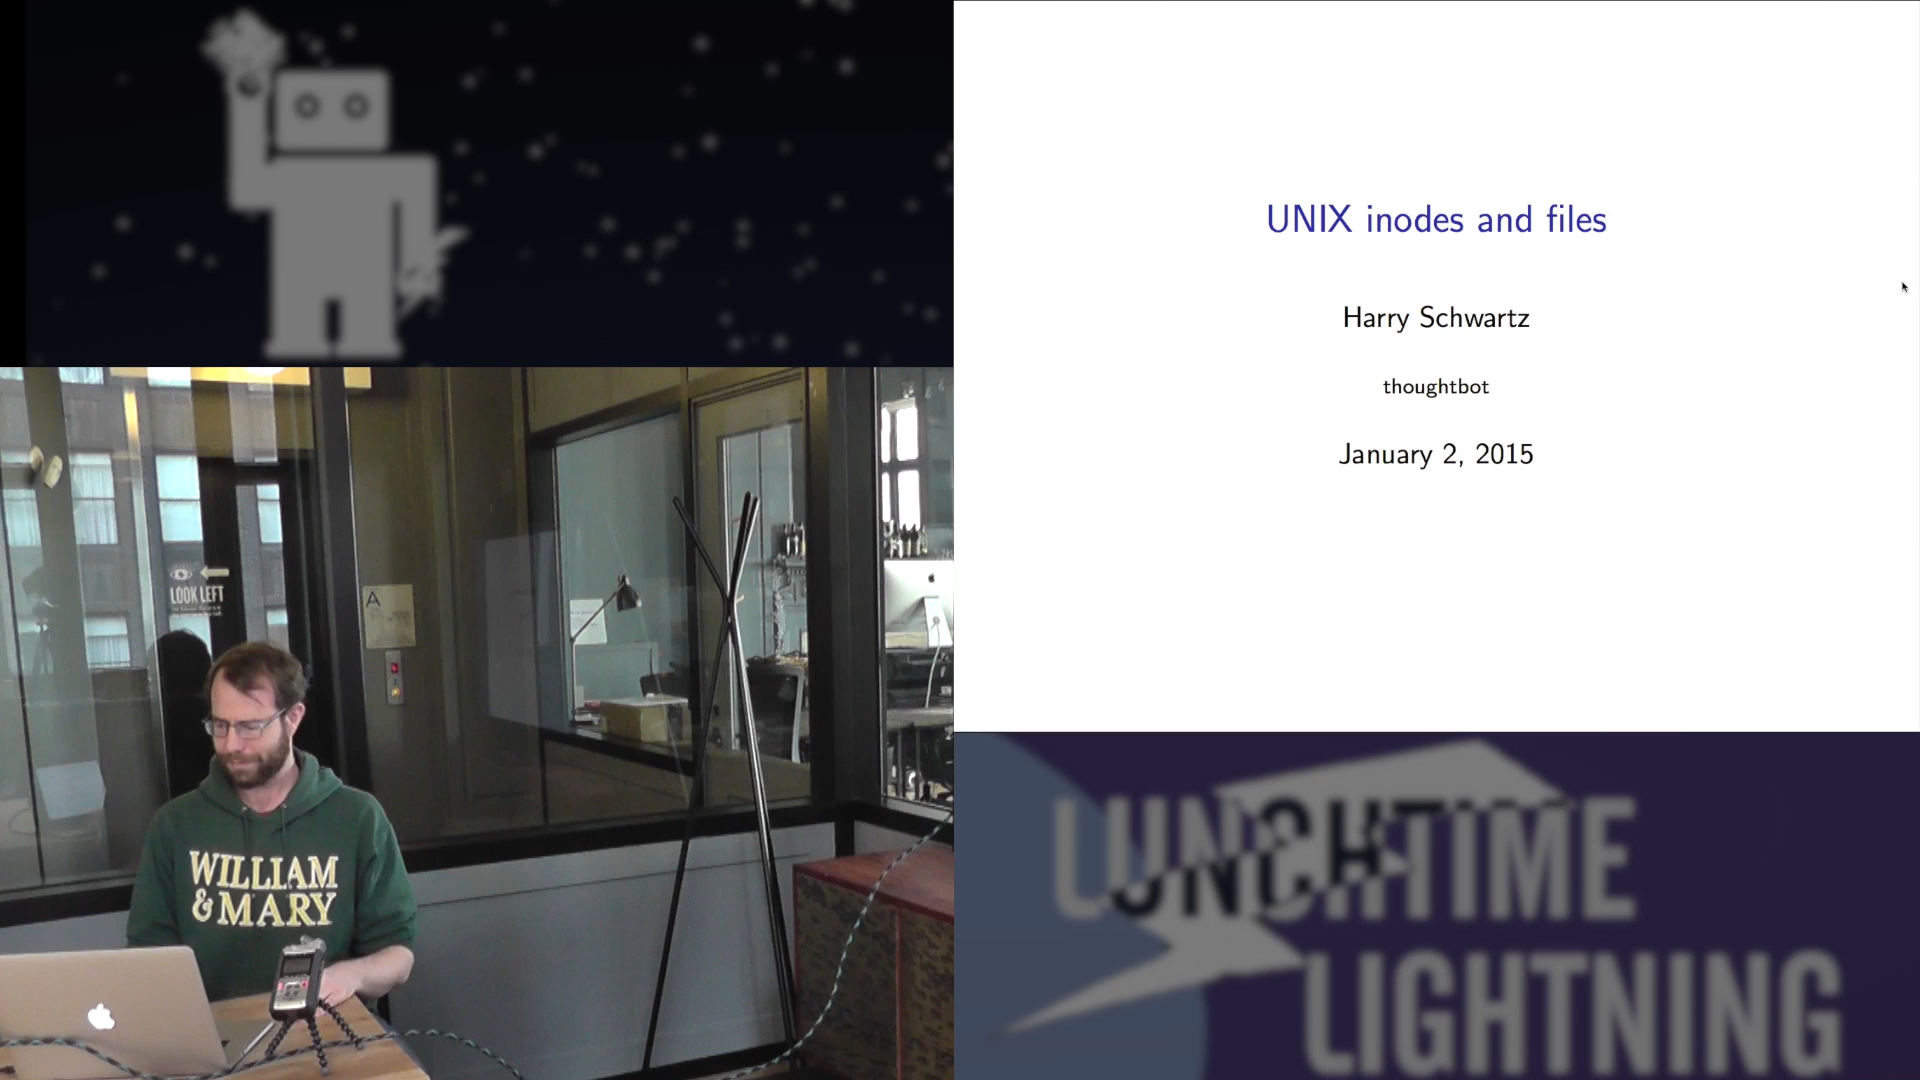 UNIX inodes and files
Harry Schwartz
thoughtbot
January 2, 2015
LOOK LEFT
A
WILLIAM
& MARY
LUNCHTIME
LIGHTNING